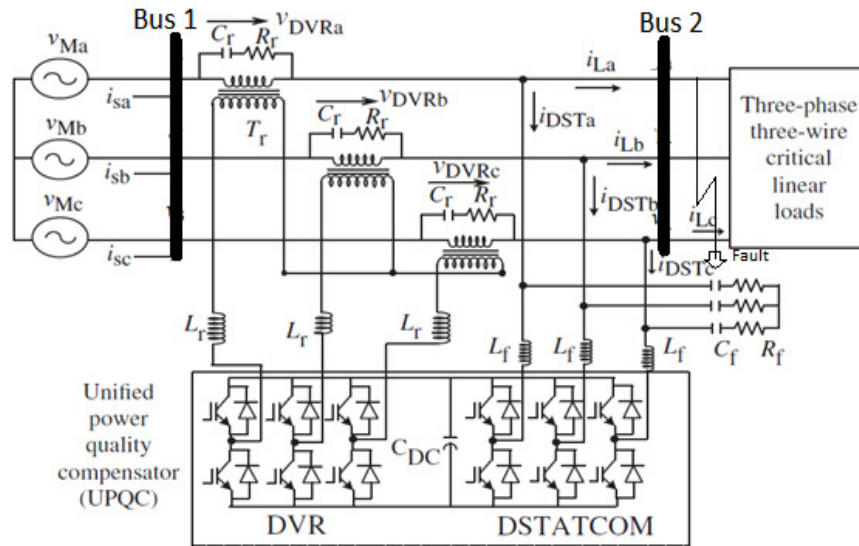 Bus 1
Cr
vDVRa
Bus 2
Rr
vMa
isa
Tr
vMb
isb
Cr
vDVRb
Rr
vMc
isc
Cr
vDVRc
Rr
iLa
iDSTa
iLb
iDSTb
iLc
iDSTc
Fault
Three-phase
three-wire
critical
linear
loads
Lr
Lr
Lr
Lf
Lf
Lf
Cf
Rf
Unified
power
quality
compensator
(UPQC)
CDC
DVR
DSTATCOM